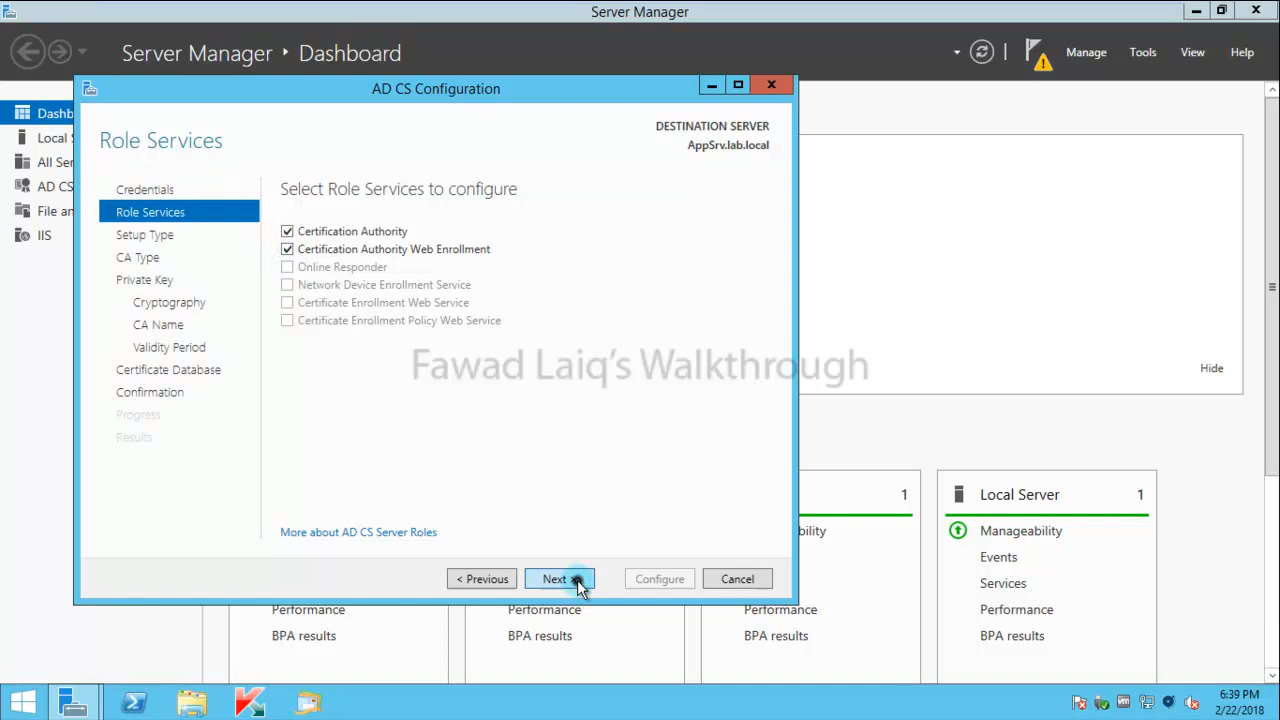 Server Manager
Server Manager • Dashboard
Manage Tools View Help
Dashb
Local S
All Ser
AD CS
File an
IIS
AD CS Configuration
Role Services
DESTINATION SERVER
AppSrv.lab.local
Credentials
Role Services
Setup Type
CA Type
Private Key
Cryptography
CA Name
Validity Period
Certificate Database
Confirmation
Progress
Results
Select Role Services to configure
Certification Authority
Certification Authority Web Enrollment
Online Responder
Network Device Enrollment Service
Certificate Enrollment Web Service
Certificate Enrollment Policy Web Service
Fawad Laiq's Walkthrough
More about AD CS Server Roles
< Previous Next > Configure Cancel
Hide
1
bility
Local Server 1
Manageability
Events
Services
Performance
BPA results
Performance
BPA results
Performance
BPA results
Performance
BPA results
6:39 PM
2/22/2018